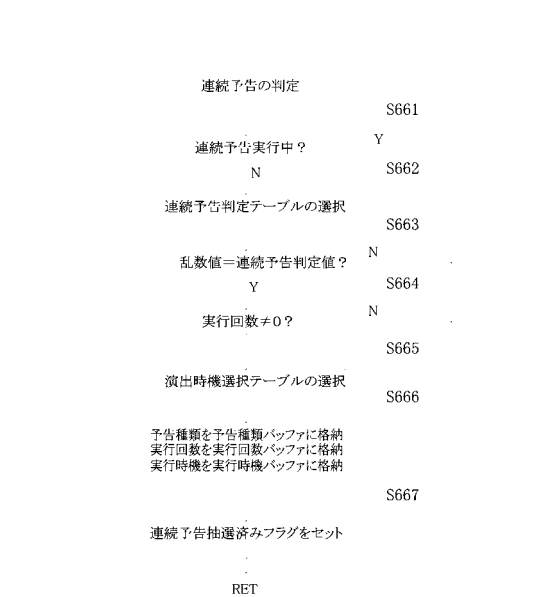 連続予告の判定
S661
連続予告実行中？
Y
N
S662
連続予告判定テーブルの選択
S663
乱数値＝連続予告判定値？
N
Y
S664
実行回数≠0？
N
S665
演出時機選択テーブルの選択
S666
予告種類を予告種類バッファに格納
実行回数を実行回数バッファに格納
実行時機を実行時機バッファに格納
S667
連続予告抽選済みフラグをセット
RET